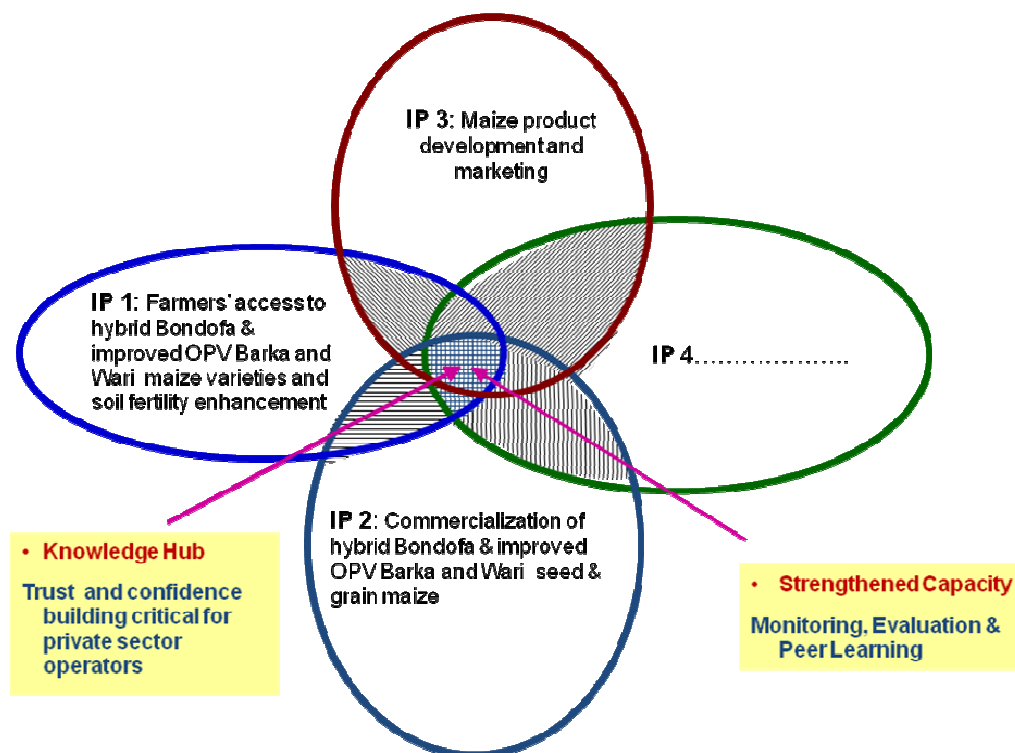 IP 3: Maize product
development and
marketing
IP 1: Farmers' access to
hybrid Bondofa &
improved OPV Barka and
Wari maize varieties and
soil fertility enhancement
IP 4...................
IP 2: Commercialization of
hybrid Bondofa & improved
OPV Barka and Wari seed &
grain maize
• Knowledge Hub
Trust and confidence
building critical for
private sector
operators
• Strengthened Capacity
Monitoring, Evaluation &
Peer Learning